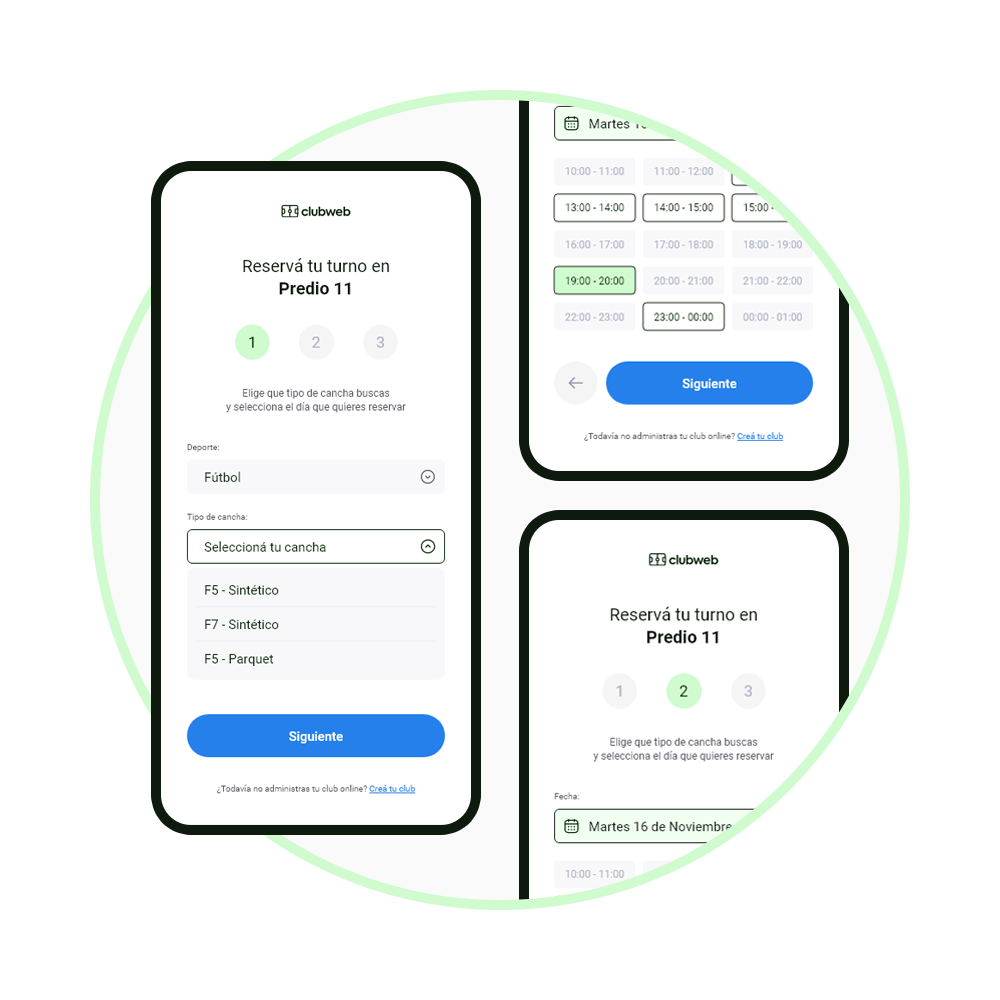 clubweb
Reservá tu turno en
Predio 11
1 2 3
Elige que tipo de cancha buscas
y selecciona el día que quieres reservar
Deporte:
Fútbol
Tipo de cancha:
Seleccioná tu cancha
F5 - Sintético
F7 - Sintético
F5 - Parquet
Siguiente
¿Todavía no administras tu club online? Creá tu club
Martes
10:00 - 11:00 11:00 - 12:00
13:00 - 14:00 14:00 - 15:00 15:00 -
16:00 - 17:00 17:00 - 18:00 18:00 - 19:00
19:00 - 20:00 20:00 - 21:00 21:00 - 22:00
22:00 - 23:00 23:00 - 00:00 00:00 - 01:00
Siguiente
¿Todavía no administras tu club online? Creá tu club
clubweb
Reservá tu turno en
Predio 11
1 2 3
Elige que tipo de cancha buscas
y selecciona el día que quieres reservar
Fecha:
Martes 16 de Noviembre
10:00 - 11:00